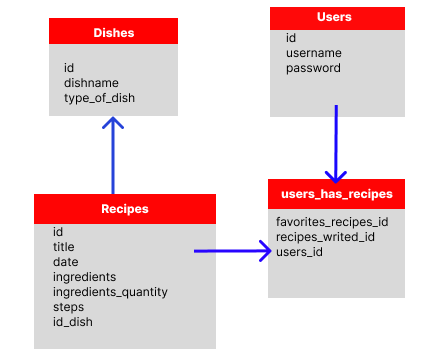 Dishes
id
dishname
type_of_dish
Users
id
username
password
Recipes
id
title
date
ingredients
ingredients_quantity
steps
id_dish
users_has_recipes
favorites_recipes_id
recipes_writed_id
users_id